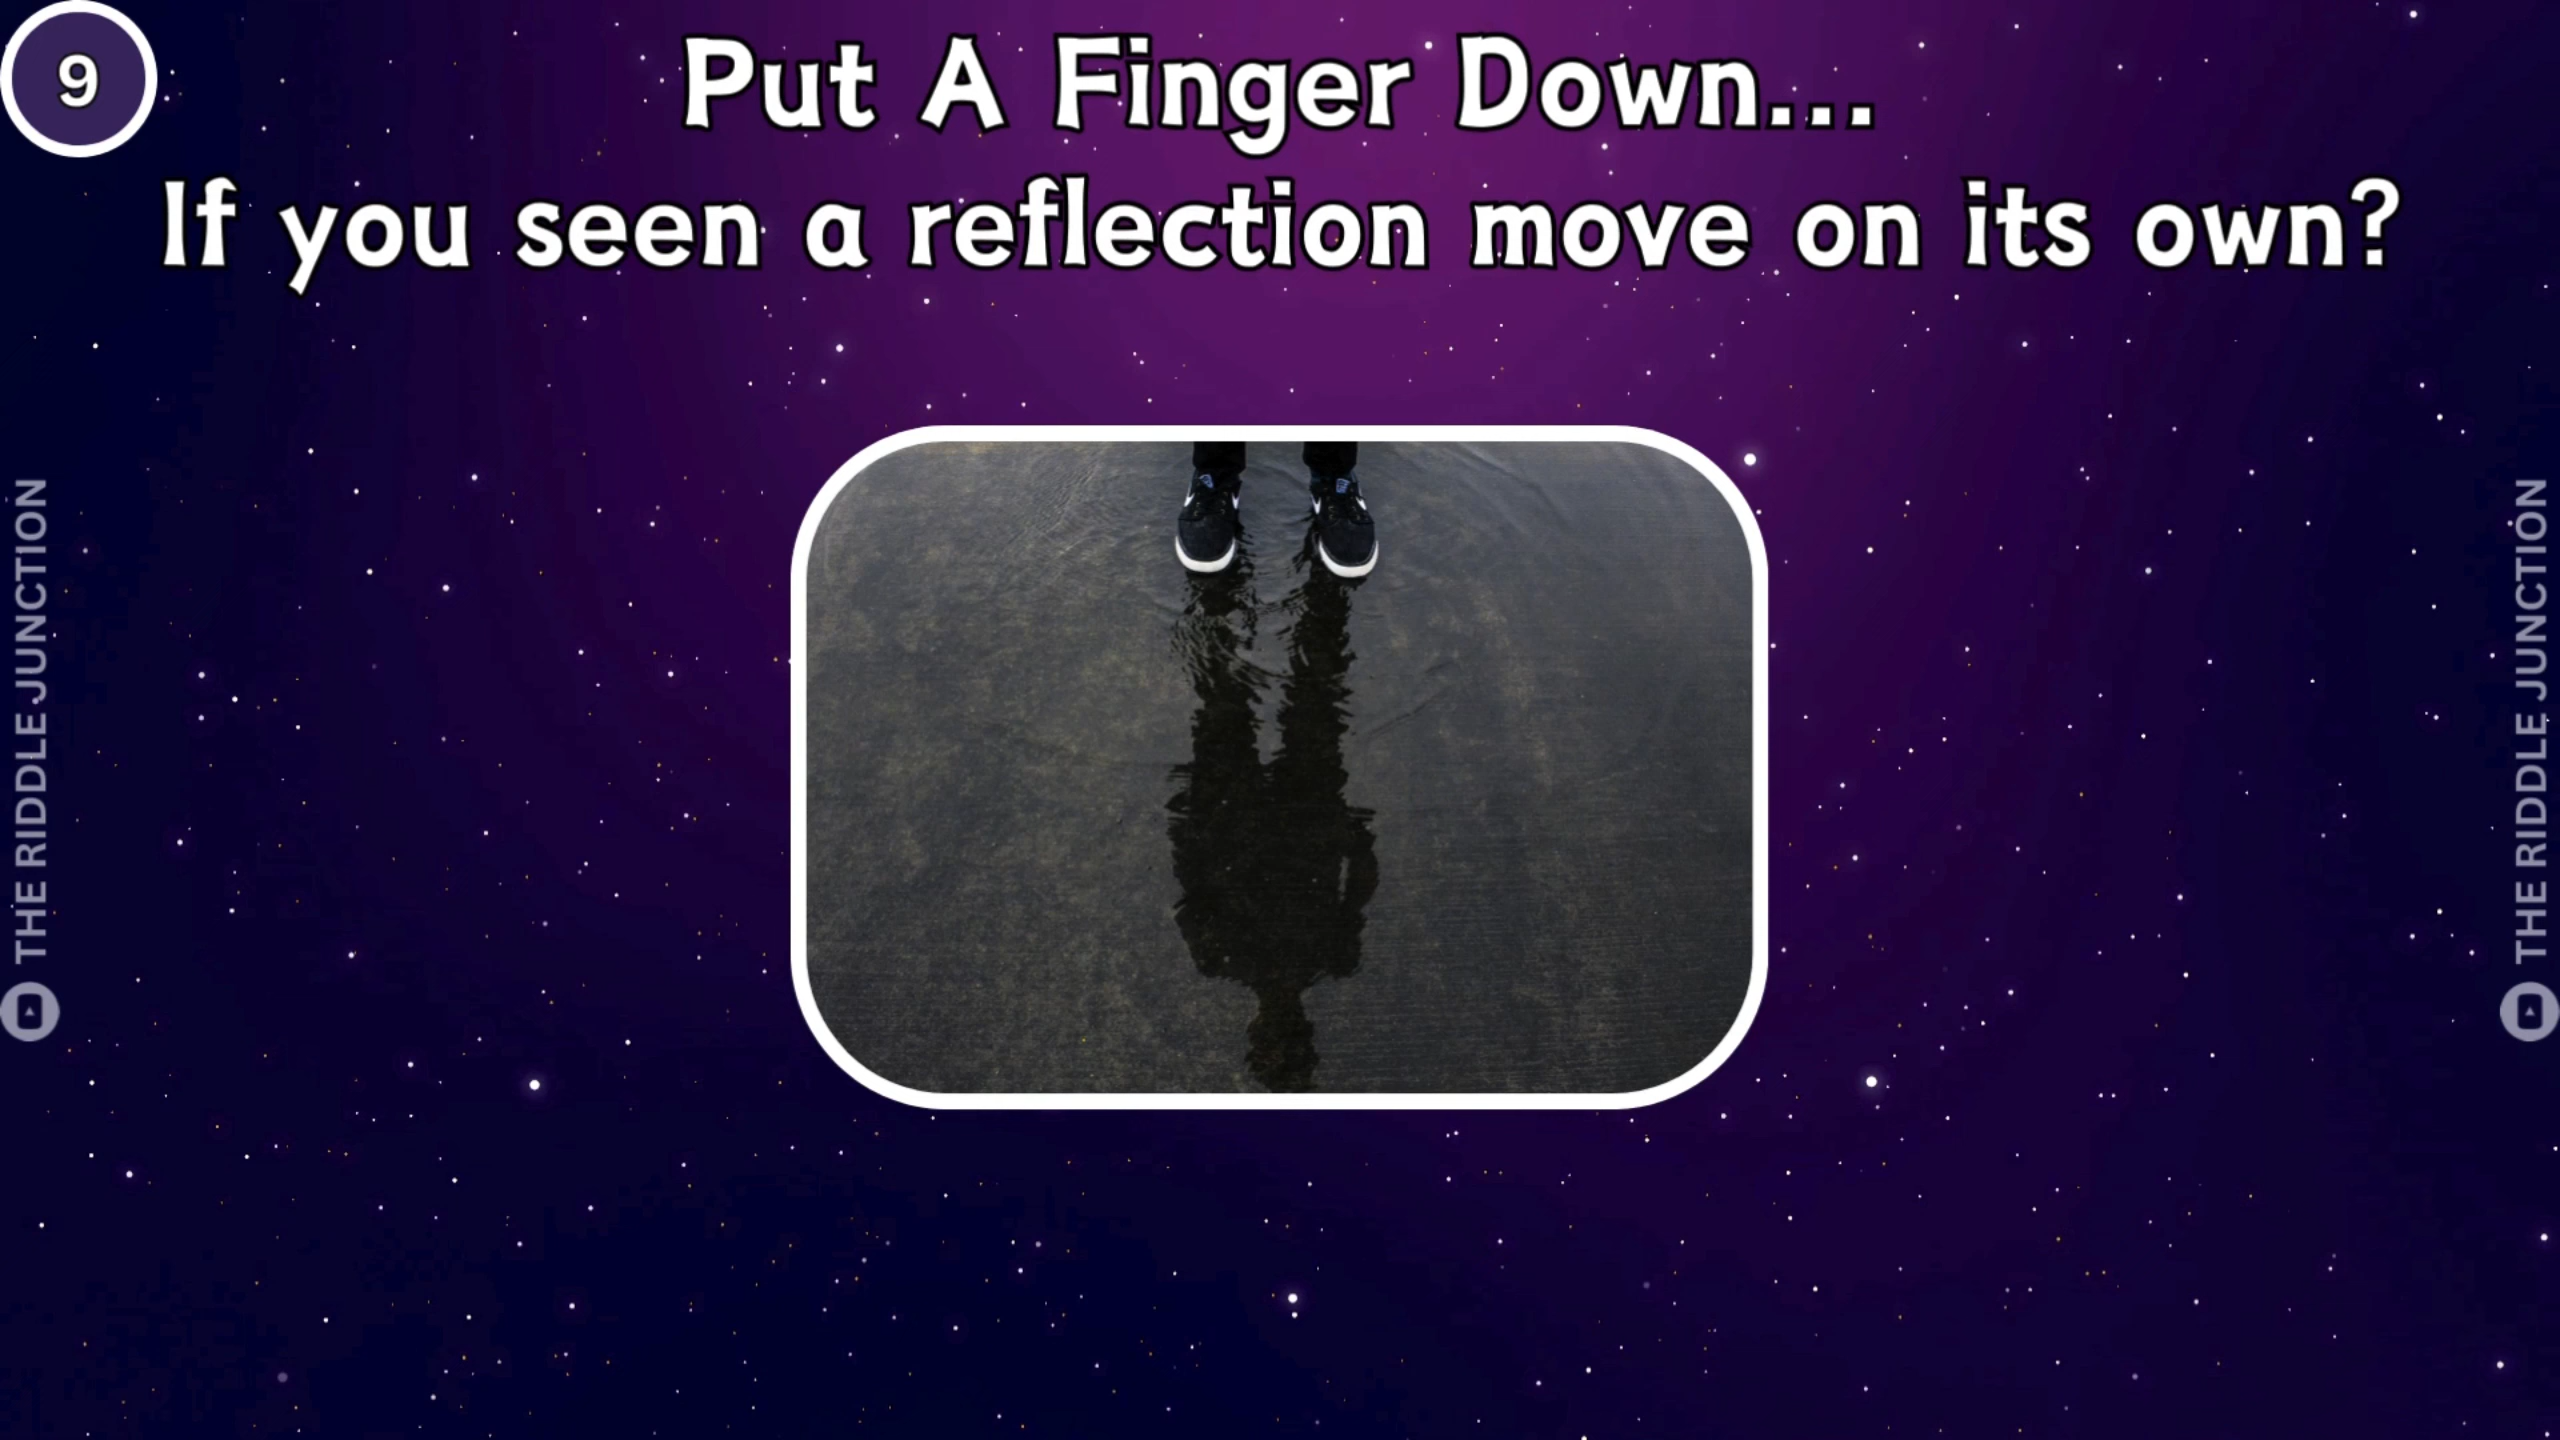 9
Put A Finger Down...
If you seen a reflection move on its own?
THE RIDDLE JUNCTION
THE RIDDLE JUNCTION